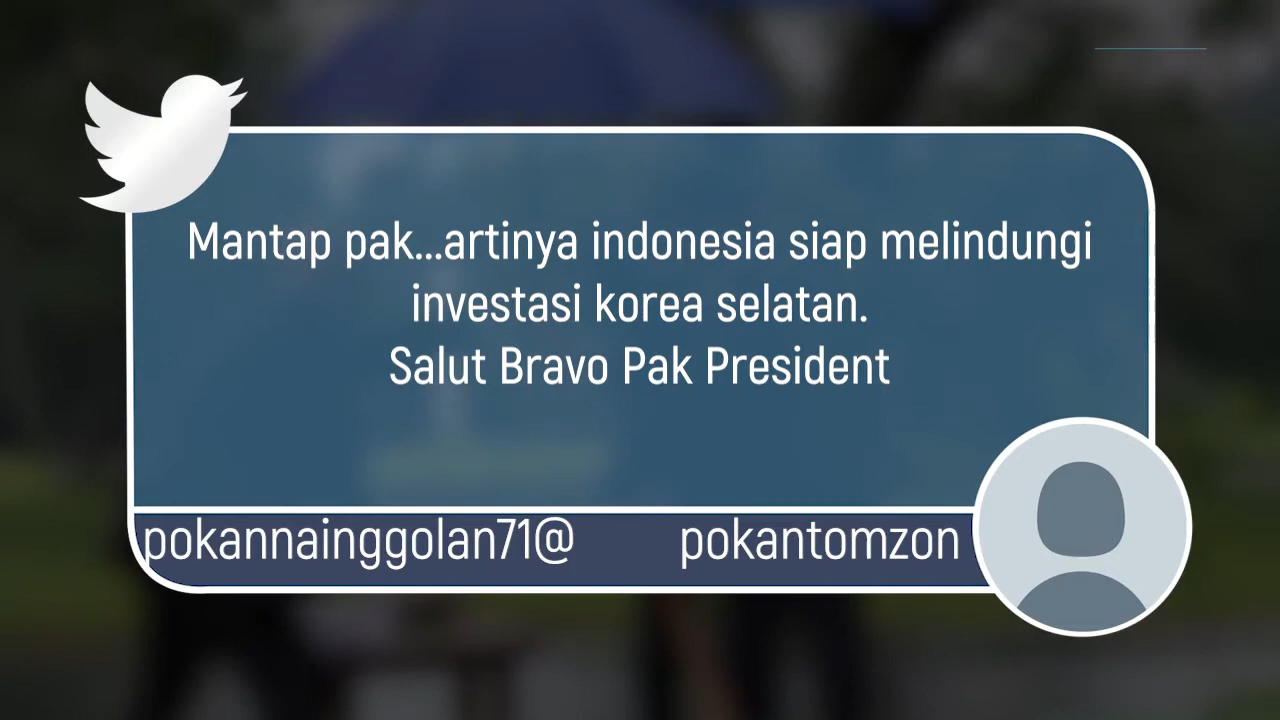 Mantap pak...artinya indonesia siap melindungi
investasi korea selatan.
Salut Bravo Pak President
pokannainggolan71@ pokantomzon